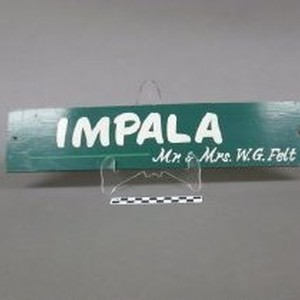 IMPALA
Mr. & Mrs. W.G. Felt